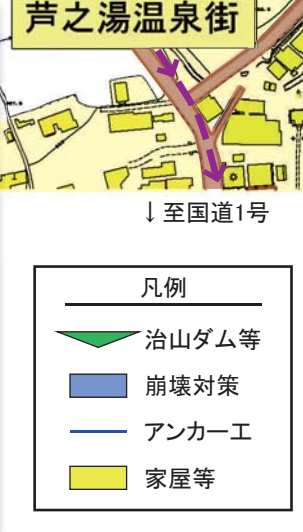 芦之湯温泉街
↓至国道1号
凡例
治山ダム等
崩壊対策
アンカー工
家屋等